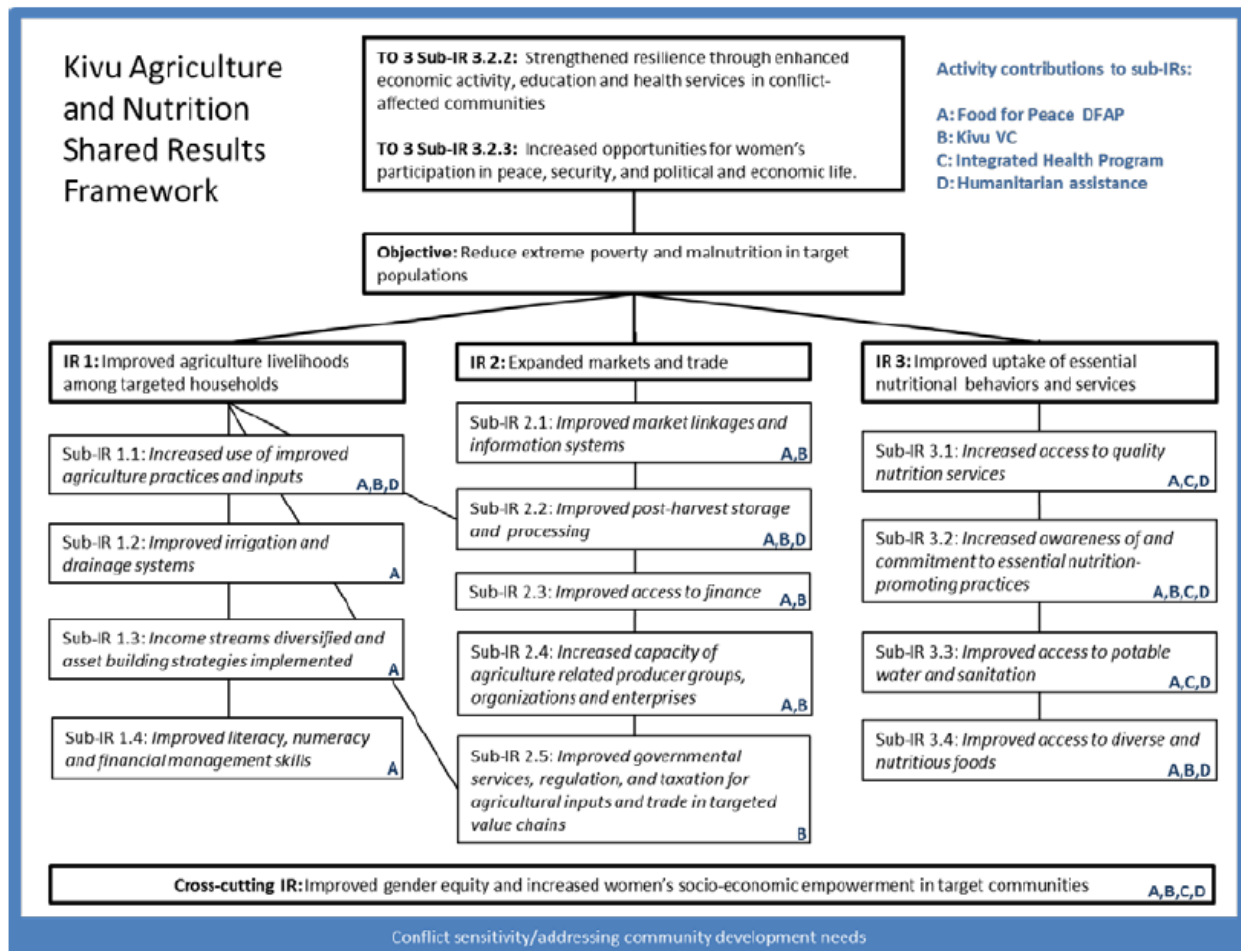 Kivu Agriculture
and Nutrition
Shared Results
Framework
TO 3 Sub-IR 3.2.2: Strengthened resilience through enhanced
economic activity, education and health services in conflict-
affected communities
TO 3 Sub-IR 3.2.3: Increased opportunities for women's
participation in peace, security, and political and economic life.
Activity contributions to sub-IRs:
A: Food for Peace DFAP
B: Kivu VC
C: Integrated Health Program
D: Humanitarian assistance
Objective: Reduce extreme poverty and malnutrition in target
populations
IR 1: Improved agriculture livelihoods
among targeted households
Sub-IR 1.1: Increased use of improved
agriculture practices and inputs
A,B,D
Sub-IR 1.2: Improved irrigation and
drainage systems
A
Sub-IR 1.3: Income streams diversified and
asset building strategies implemented
A
Sub-IR 1.4: Improved literacy, numeracy
and financial management skills
A
IR 2: Expanded markets and trade
Sub-IR 2.1: Improved market linkages and
information systems
A,B
Sub-IR 2.2: Improved post-harvest storage
and processing
A,B,D
Sub-IR 2.3: Improved access to finance
A,B
Sub-IR 2.4: Increased capacity of
agriculture related producer groups,
organizations and enterprises
A,B
Sub-IR 2.5: Improved governmental
services, regulation, and taxation for
agricultural inputs and trade in targeted
value chains
B
IR 3: Improved uptake of essential
nutritional behaviors and services
Sub-IR 3.1: Increased access to quality
nutrition services
A,C,D
Sub-IR 3.2: Increased awareness of and
commitment to essential nutrition-
promoting practices
A,B,C,D
Sub-IR 3.3: Improved access to potable
water and sanitation
A,C,D
Sub-IR 3.4: Improved access to diverse and
nutritious foods
A,B,D
Cross-cutting IR: Improved gender equity and increased women's socio-economic empowerment in target communities
A,B,C,D
Conflict sensitivity/addressing community development needs